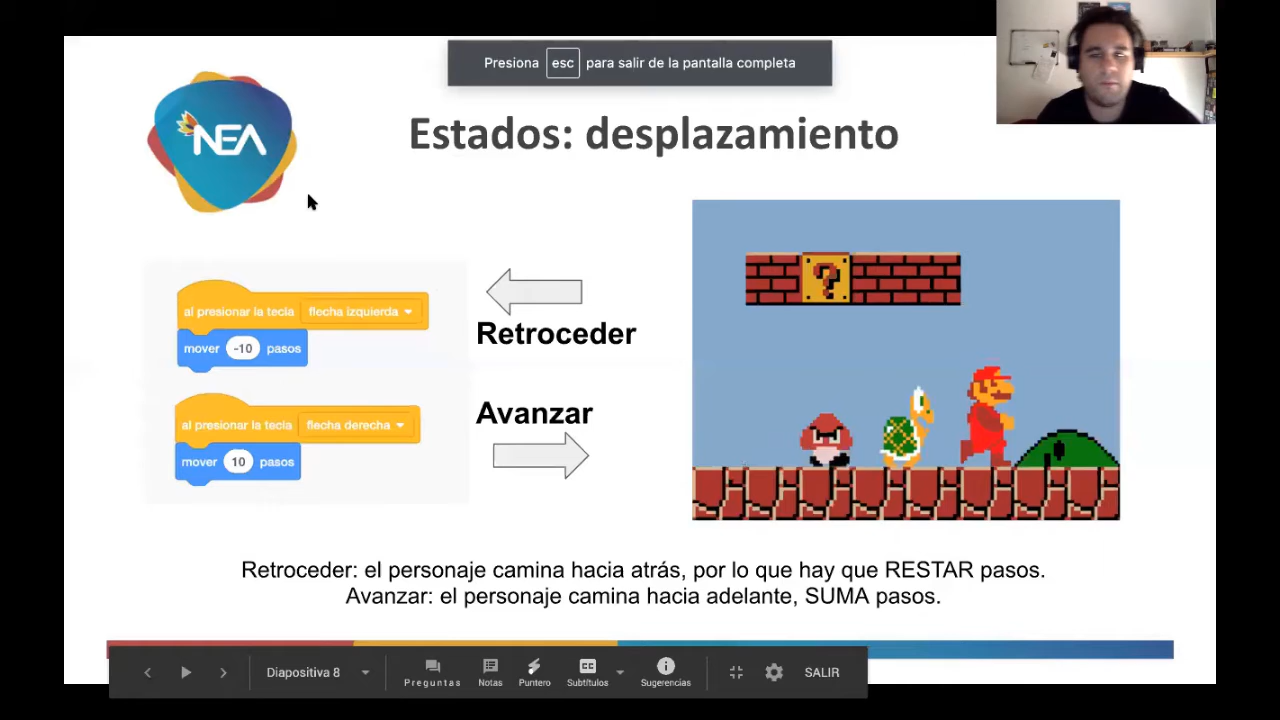 Presiona esc para salir de la pantalla completa
NEA
Estados: desplazamiento
al presionar la tecla flecha izquierda
mover -10 pasos
Retroceder
al presionar la tecla flecha derecha
mover 10 pasos
Avanzar
?
Retroceder: el personaje camina hacia atrás, por lo que hay que RESTAR pasos.
Avanzar: el personaje camina hacia adelante, SUMA pasos.
Diapositiva 8
Preguntas
Notas
Puntero
CC
Subtítulos
Sugerencias
SALIR